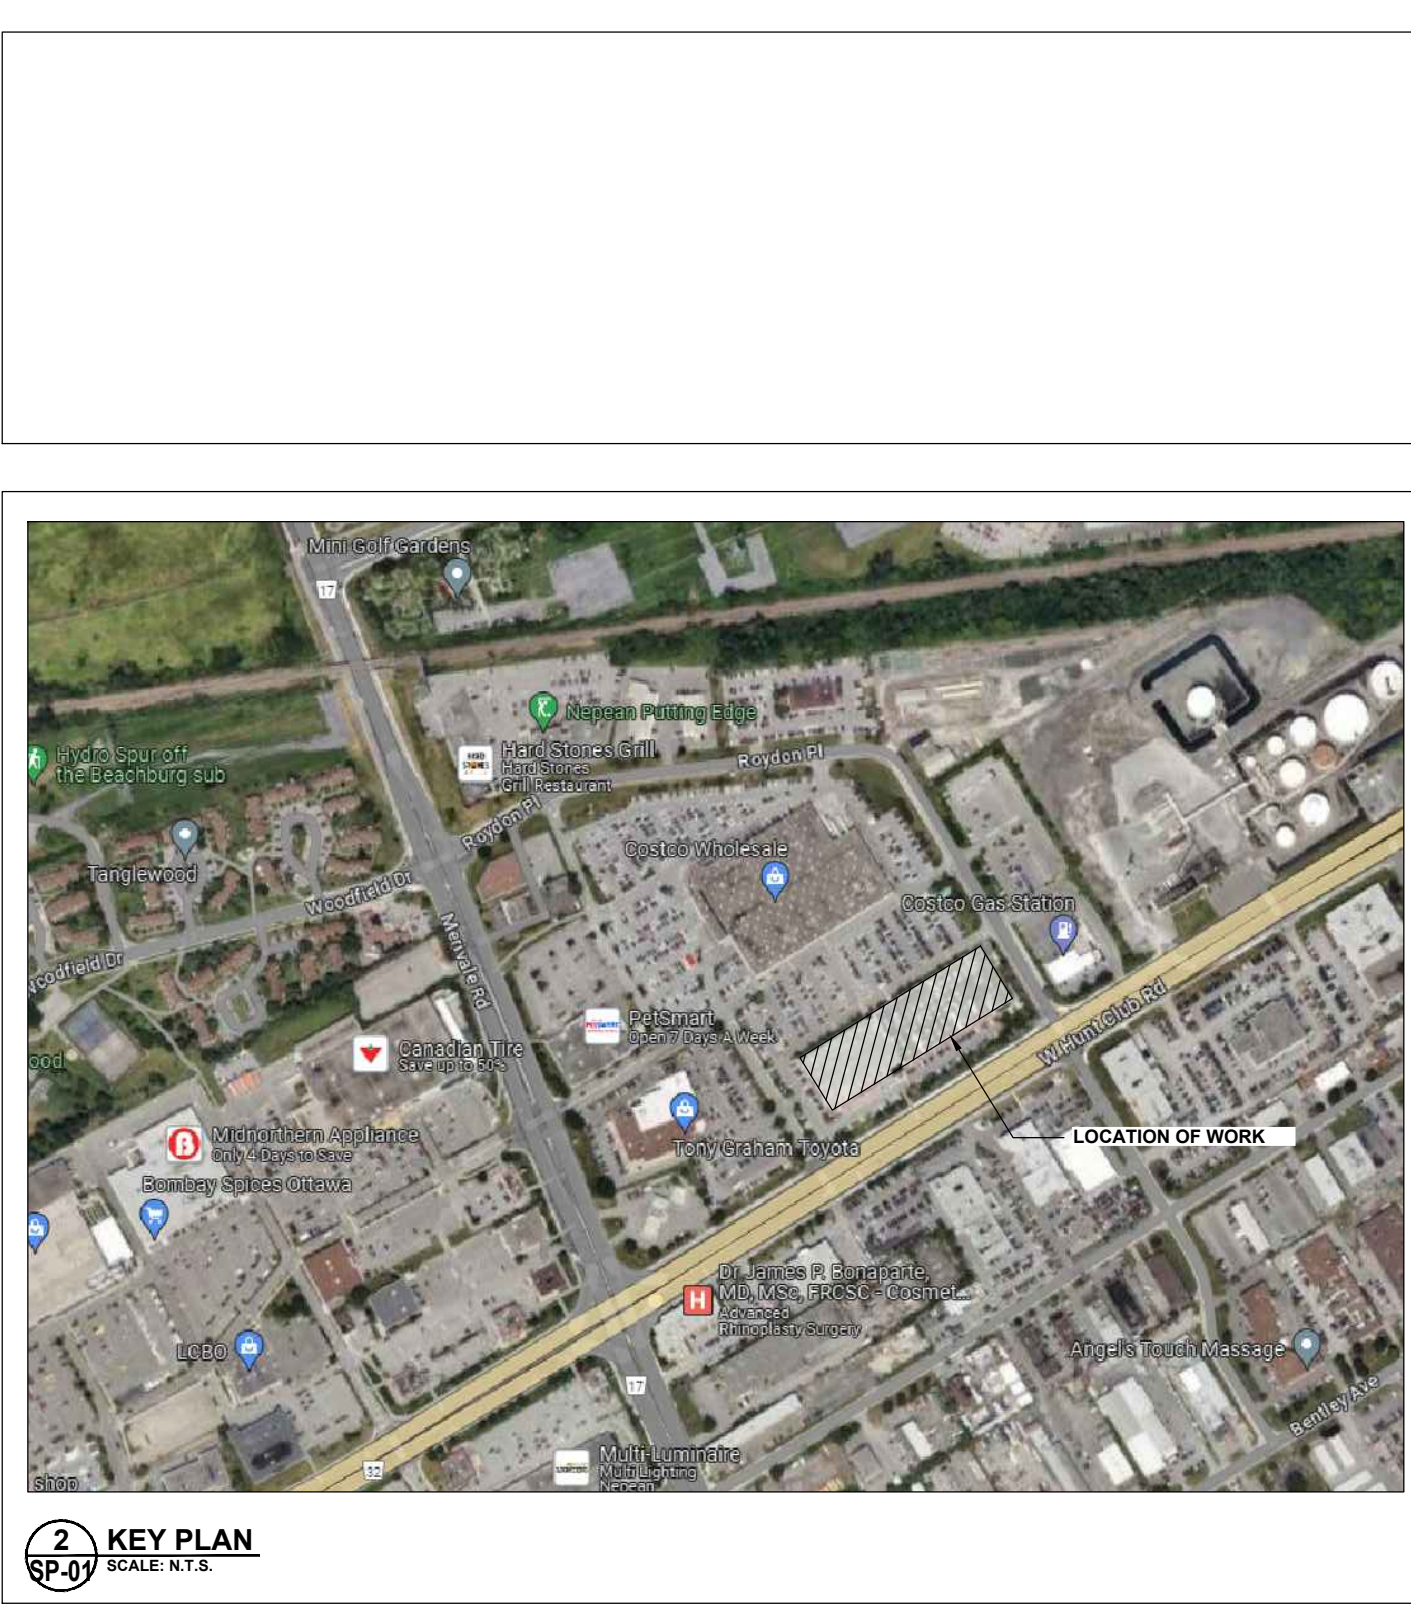 Mini Golf Gardens
17
Nepean Putting Edge
Hydro Spur off
the Beachburg sub
Hard Stones Grill
Hard Stones
Grill Restaurant
Roydon Pl
Roydon Pl
Tanglewood
Costco Wholesale
Woodfield Dr
Costco Gas Station
Merivale Rd
Woodfield Dr
PetSmart
Open 7 Days A Week
W Hunt Club Rd
Canadian Tire
Save up to 50%
ood
Midnorthern Appliance
Only 4 Days to Save
LOCATION OF WORK
Tony Graham Toyota
Bombay Spices Ottawa
Dr. James P. Bonaparte,
MD, MSc, FRCSC - Cosmet...
Advanced
Rhinoplasty Surgery
H
LCBO
Angel's Touch Massage
17
Bentley Ave
Multi-Luminaire
Multi Lighting
Nepean
32
shop
2
SP-01
KEY PLAN
SCALE: N.T.S.